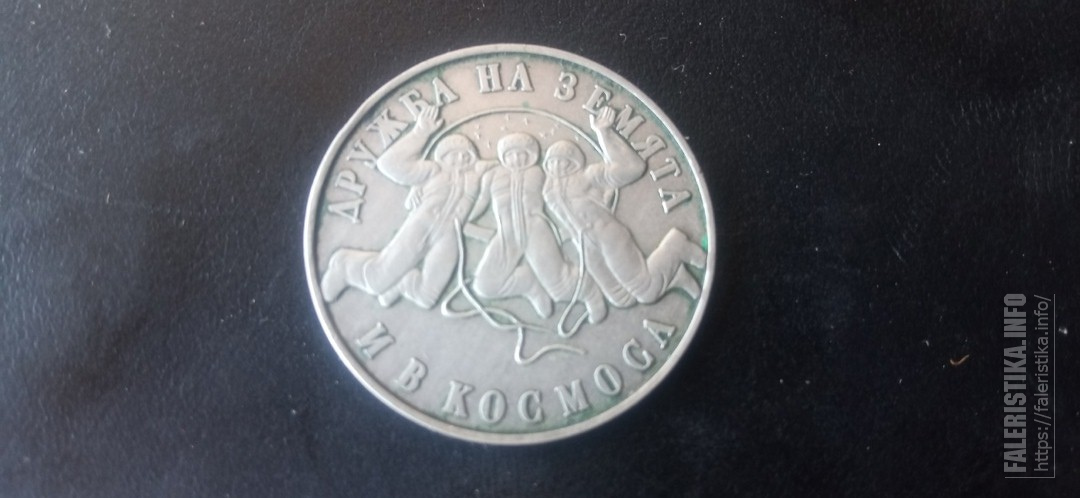 ДРУЖБА НА ЗЕМЯТА
И В КОСМОСА
FALERISTIKA.INFO
https://faleristika.info/